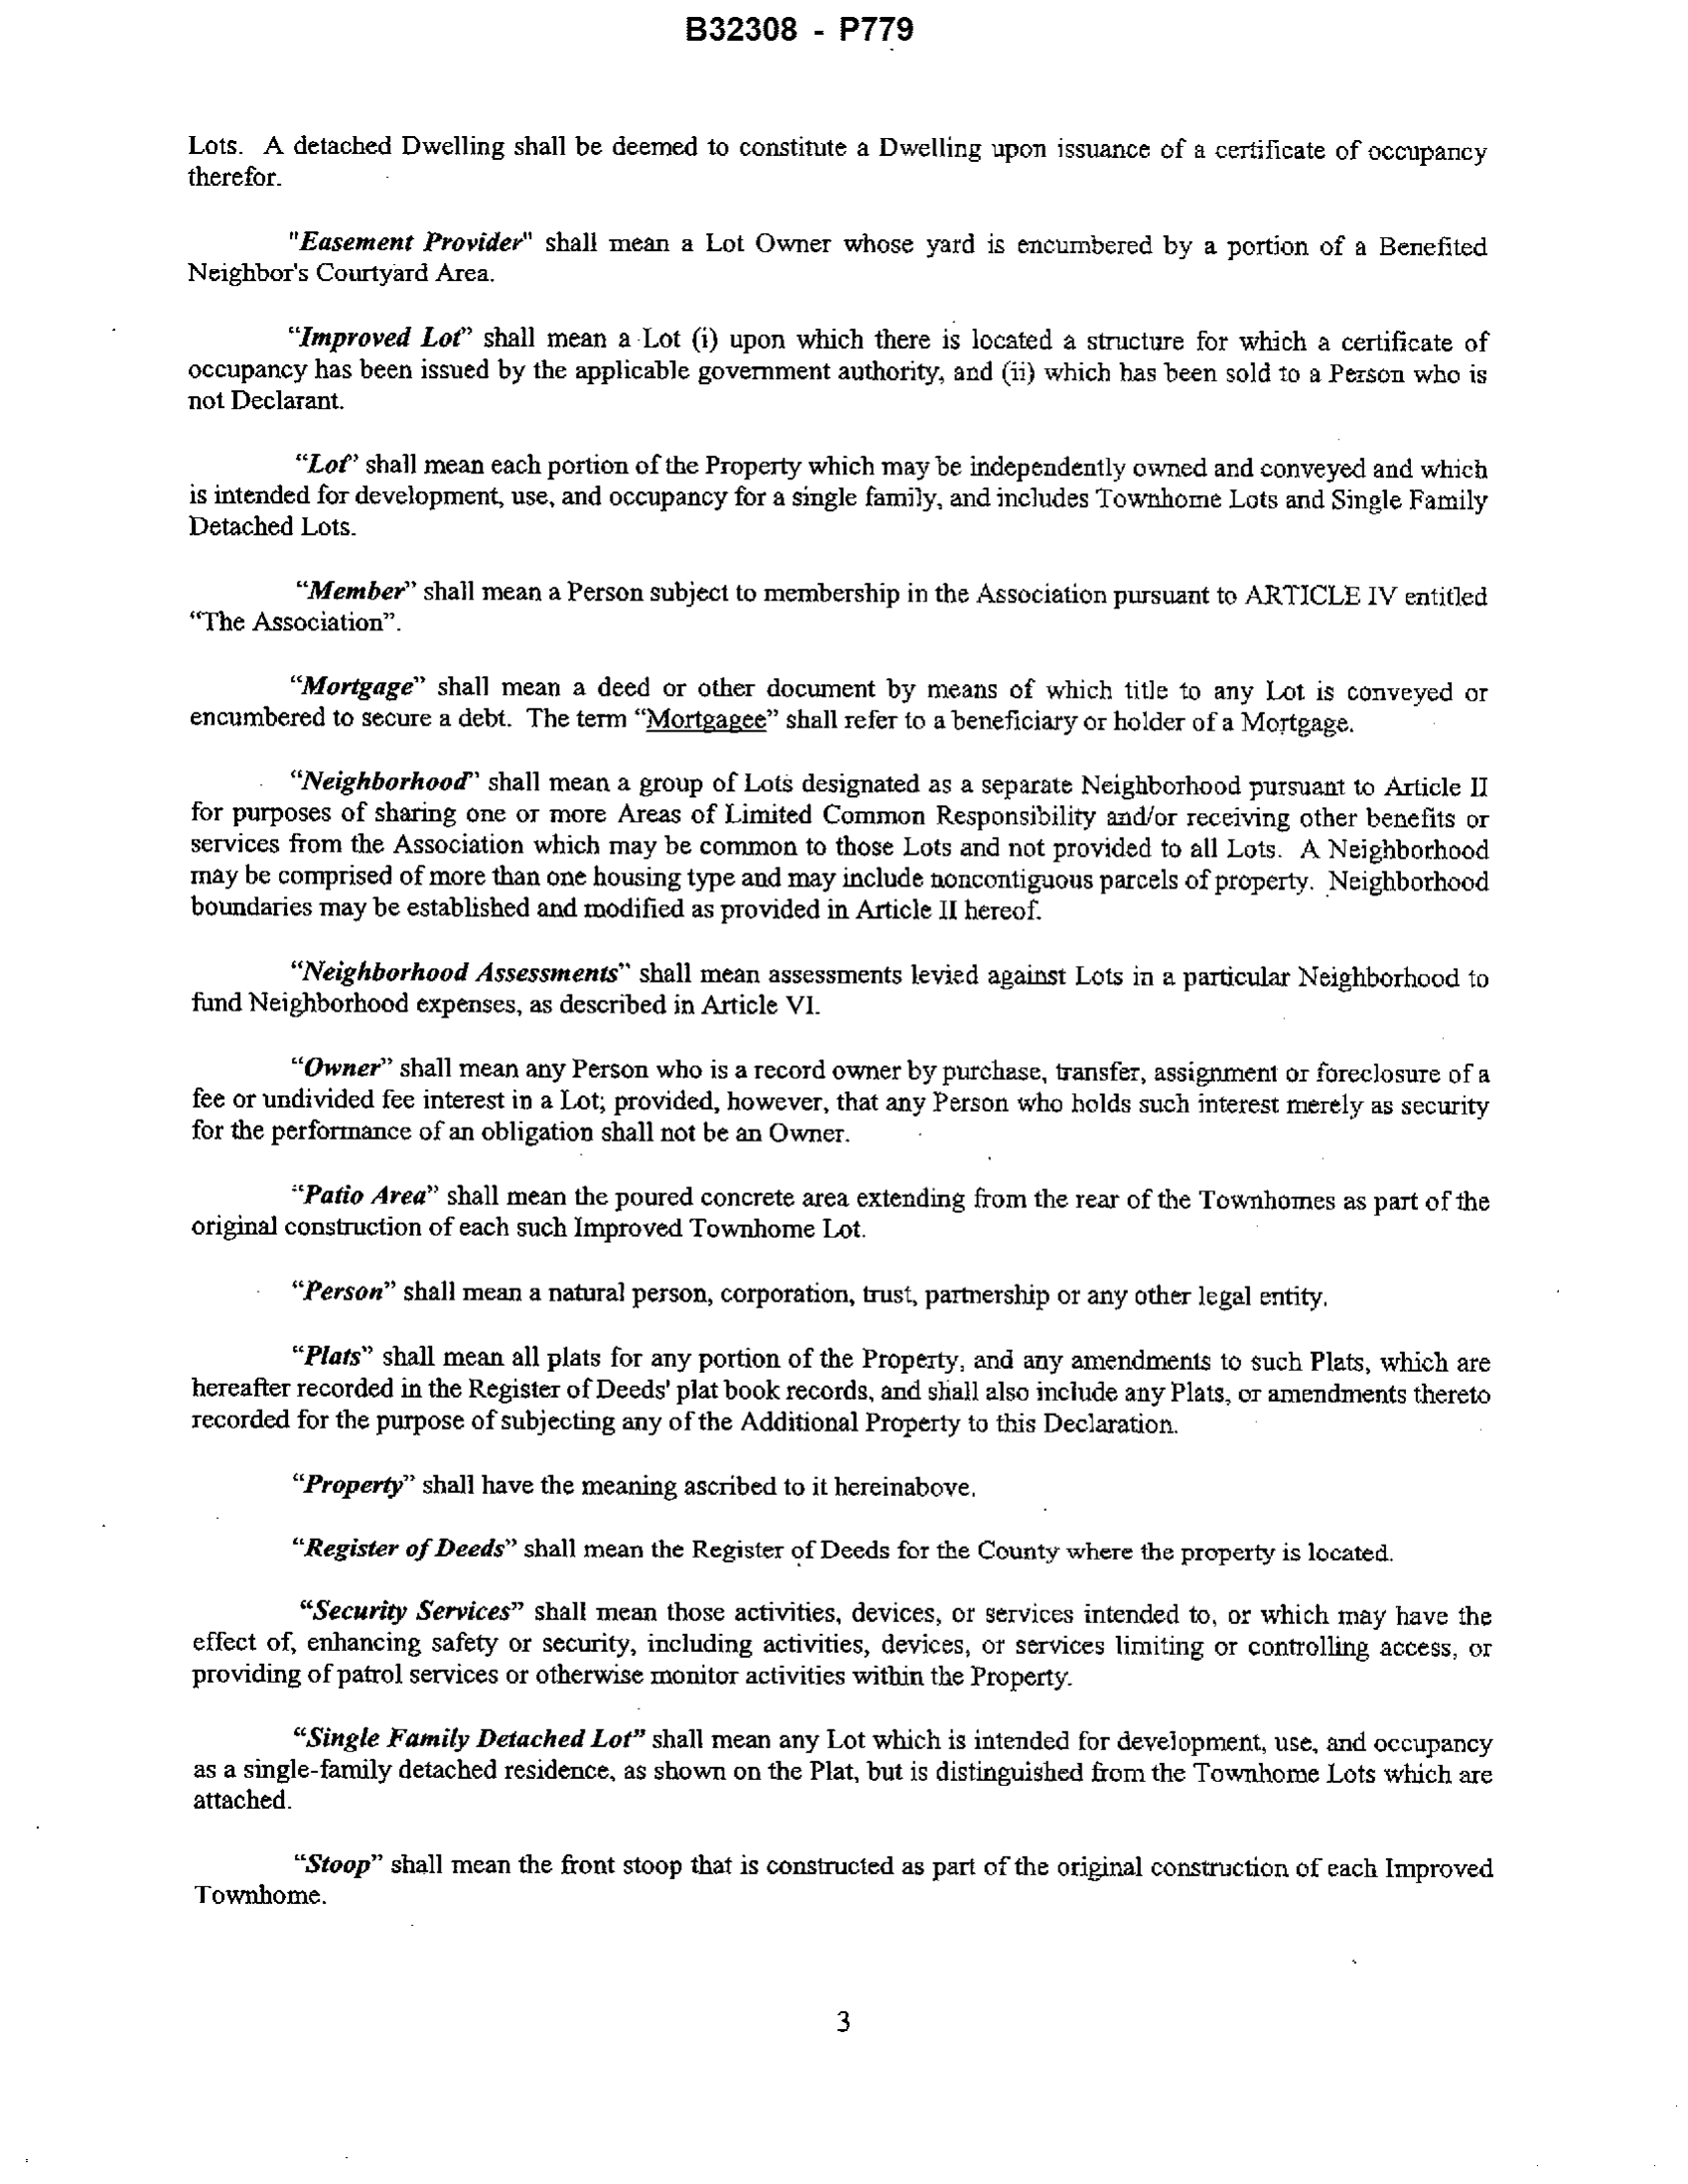 B32308 - P779
Lots. A detached Dwelling shall be deemed to constitute a Dwelling upon issuance of a certificate of occupancy
therefor.
"Easement Provider" shall mean a Lot Owner whose yard is encumbered by a portion of a Benefited
Neighbor's Courtyard Area.
“Improved Lot” shall mean a Lot (i) upon which there is located a structure for which a certificate of
occupancy has been issued by the applicable government authority, and (ii) which has been sold to a Person who is
not Declarant.
“Lot” shall mean each portion of the Property which may be independently owned and conveyed and which
is intended for development, use, and occupancy for a single family, and includes Townhome Lots and Single Family
Detached Lots.
“Member” shall mean a Person subject to membership in the Association pursuant to ARTICLE IV entitled
“The Association”.
“Mortgage” shall mean a deed or other document by means of which title to any Lot is conveyed or
encumbered to secure a debt. The term “Mortgagee” shall refer to a beneficiary or holder of a Mortgage.
“Neighborhood” shall mean a group of Lots designated as a separate Neighborhood pursuant to Article II
for purposes of sharing one or more Areas of Limited Common Responsibility and/or receiving other benefits or
services from the Association which may be common to those Lots and not provided to all Lots. A Neighborhood
may be comprised of more than one housing type and may include noncontiguous parcels of property. Neighborhood
boundaries may be established and modified as provided in Article II hereof.
“Neighborhood Assessments” shall mean assessments levied against Lots in a particular Neighborhood to
fund Neighborhood expenses, as described in Article VI.
“Owner” shall mean any Person who is a record owner by purchase, transfer, assignment or foreclosure of a
fee or undivided fee interest in a Lot; provided, however, that any Person who holds such interest merely as security
for the performance of an obligation shall not be an Owner.
“Patio Area” shall mean the poured concrete area extending from the rear of the Townhomes as part of the
original construction of each such Improved Townhome Lot.
“Person” shall mean a natural person, corporation, trust, partnership or any other legal entity.
“Plats” shall mean all plats for any portion of the Property, and any amendments to such Plats, which are
hereafter recorded in the Register of Deeds' plat book records, and shall also include any Plats, or amendments thereto
recorded for the purpose of subjecting any of the Additional Property to this Declaration.
“Property” shall have the meaning ascribed to it hereinabove.
“Register of Deeds” shall mean the Register of Deeds for the County where the property is located.
“Security Services” shall mean those activities, devices, or services intended to, or which may have the
effect of, enhancing safety or security, including activities, devices, or services limiting or controlling access, or
providing of patrol services or otherwise monitor activities within the Property.
“Single Family Detached Lot” shall mean any Lot which is intended for development, use, and occupancy
as a single-family detached residence, as shown on the Plat, but is distinguished from the Townhome Lots which are
attached.
“Stoop” shall mean the front stoop that is constructed as part of the original construction of each Improved
Townhome.
3